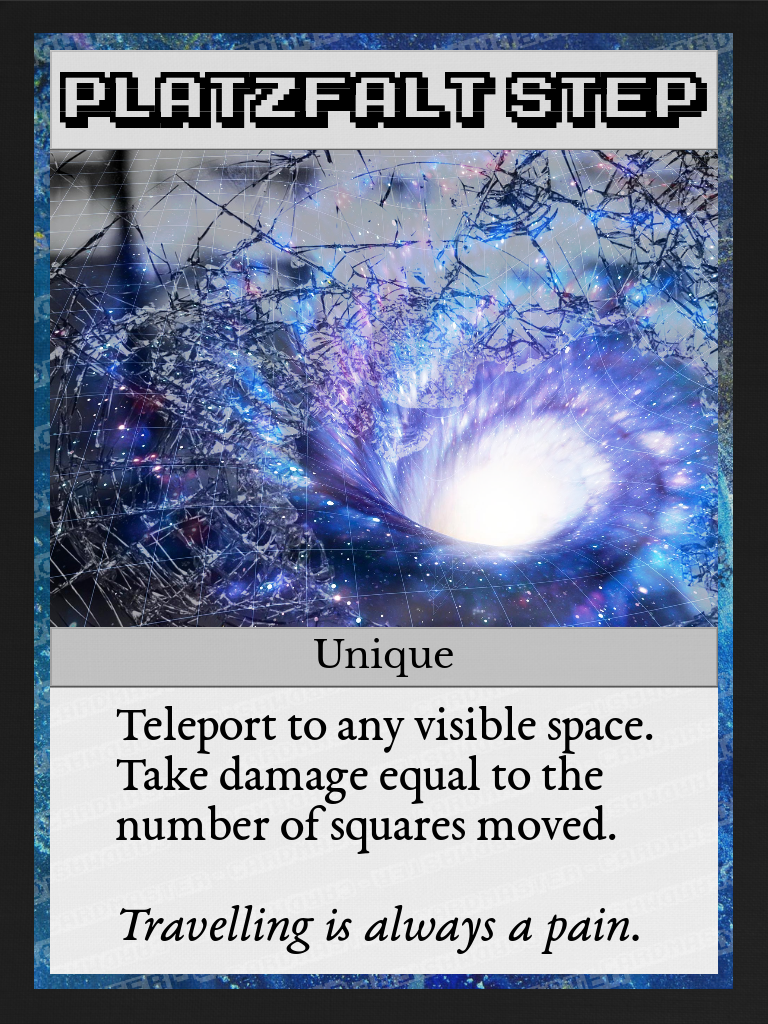 PLATZFALT STEP
Unique
Teleport to any visible space.
Take damage equal to the
number of squares moved.
Travelling is always a pain.